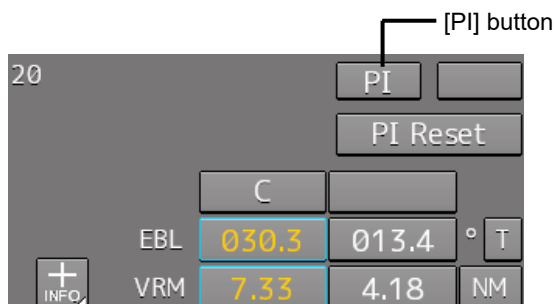 [PI] button
20 PI
PI Reset
C
EBL 030.3 013.4 ° T
+
INFO
VRM 7.33 4.18 NM